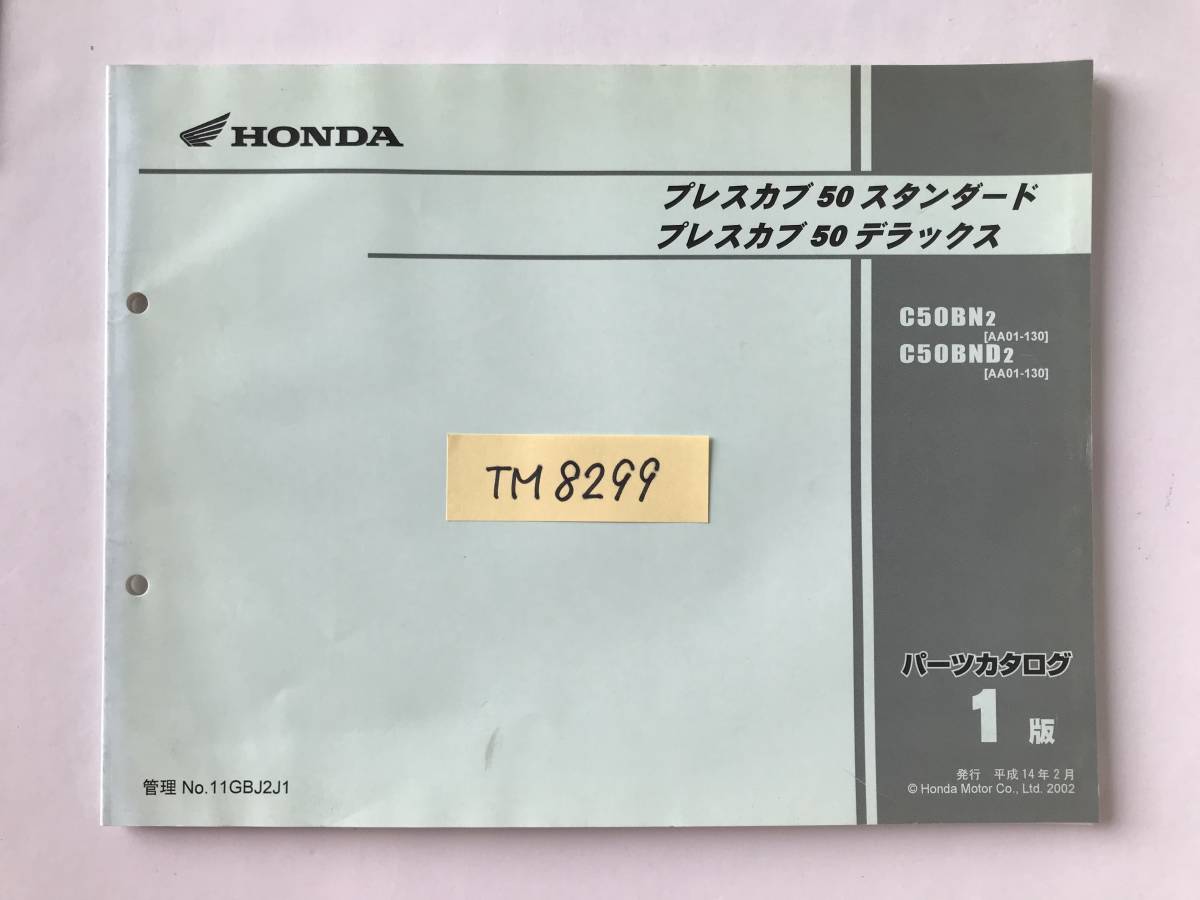 HONDA
プレスカブ 50 スタンダード
プレスカブ 50 デラックス
C50BN2
[AA01-130]
C50BND2
[AA01-130]
TM 8299
パーツカタログ
1 版
発行 平成 14 年 2 月
© Honda Motor Co., Ltd. 2002
管理 No.11GBJ2J1